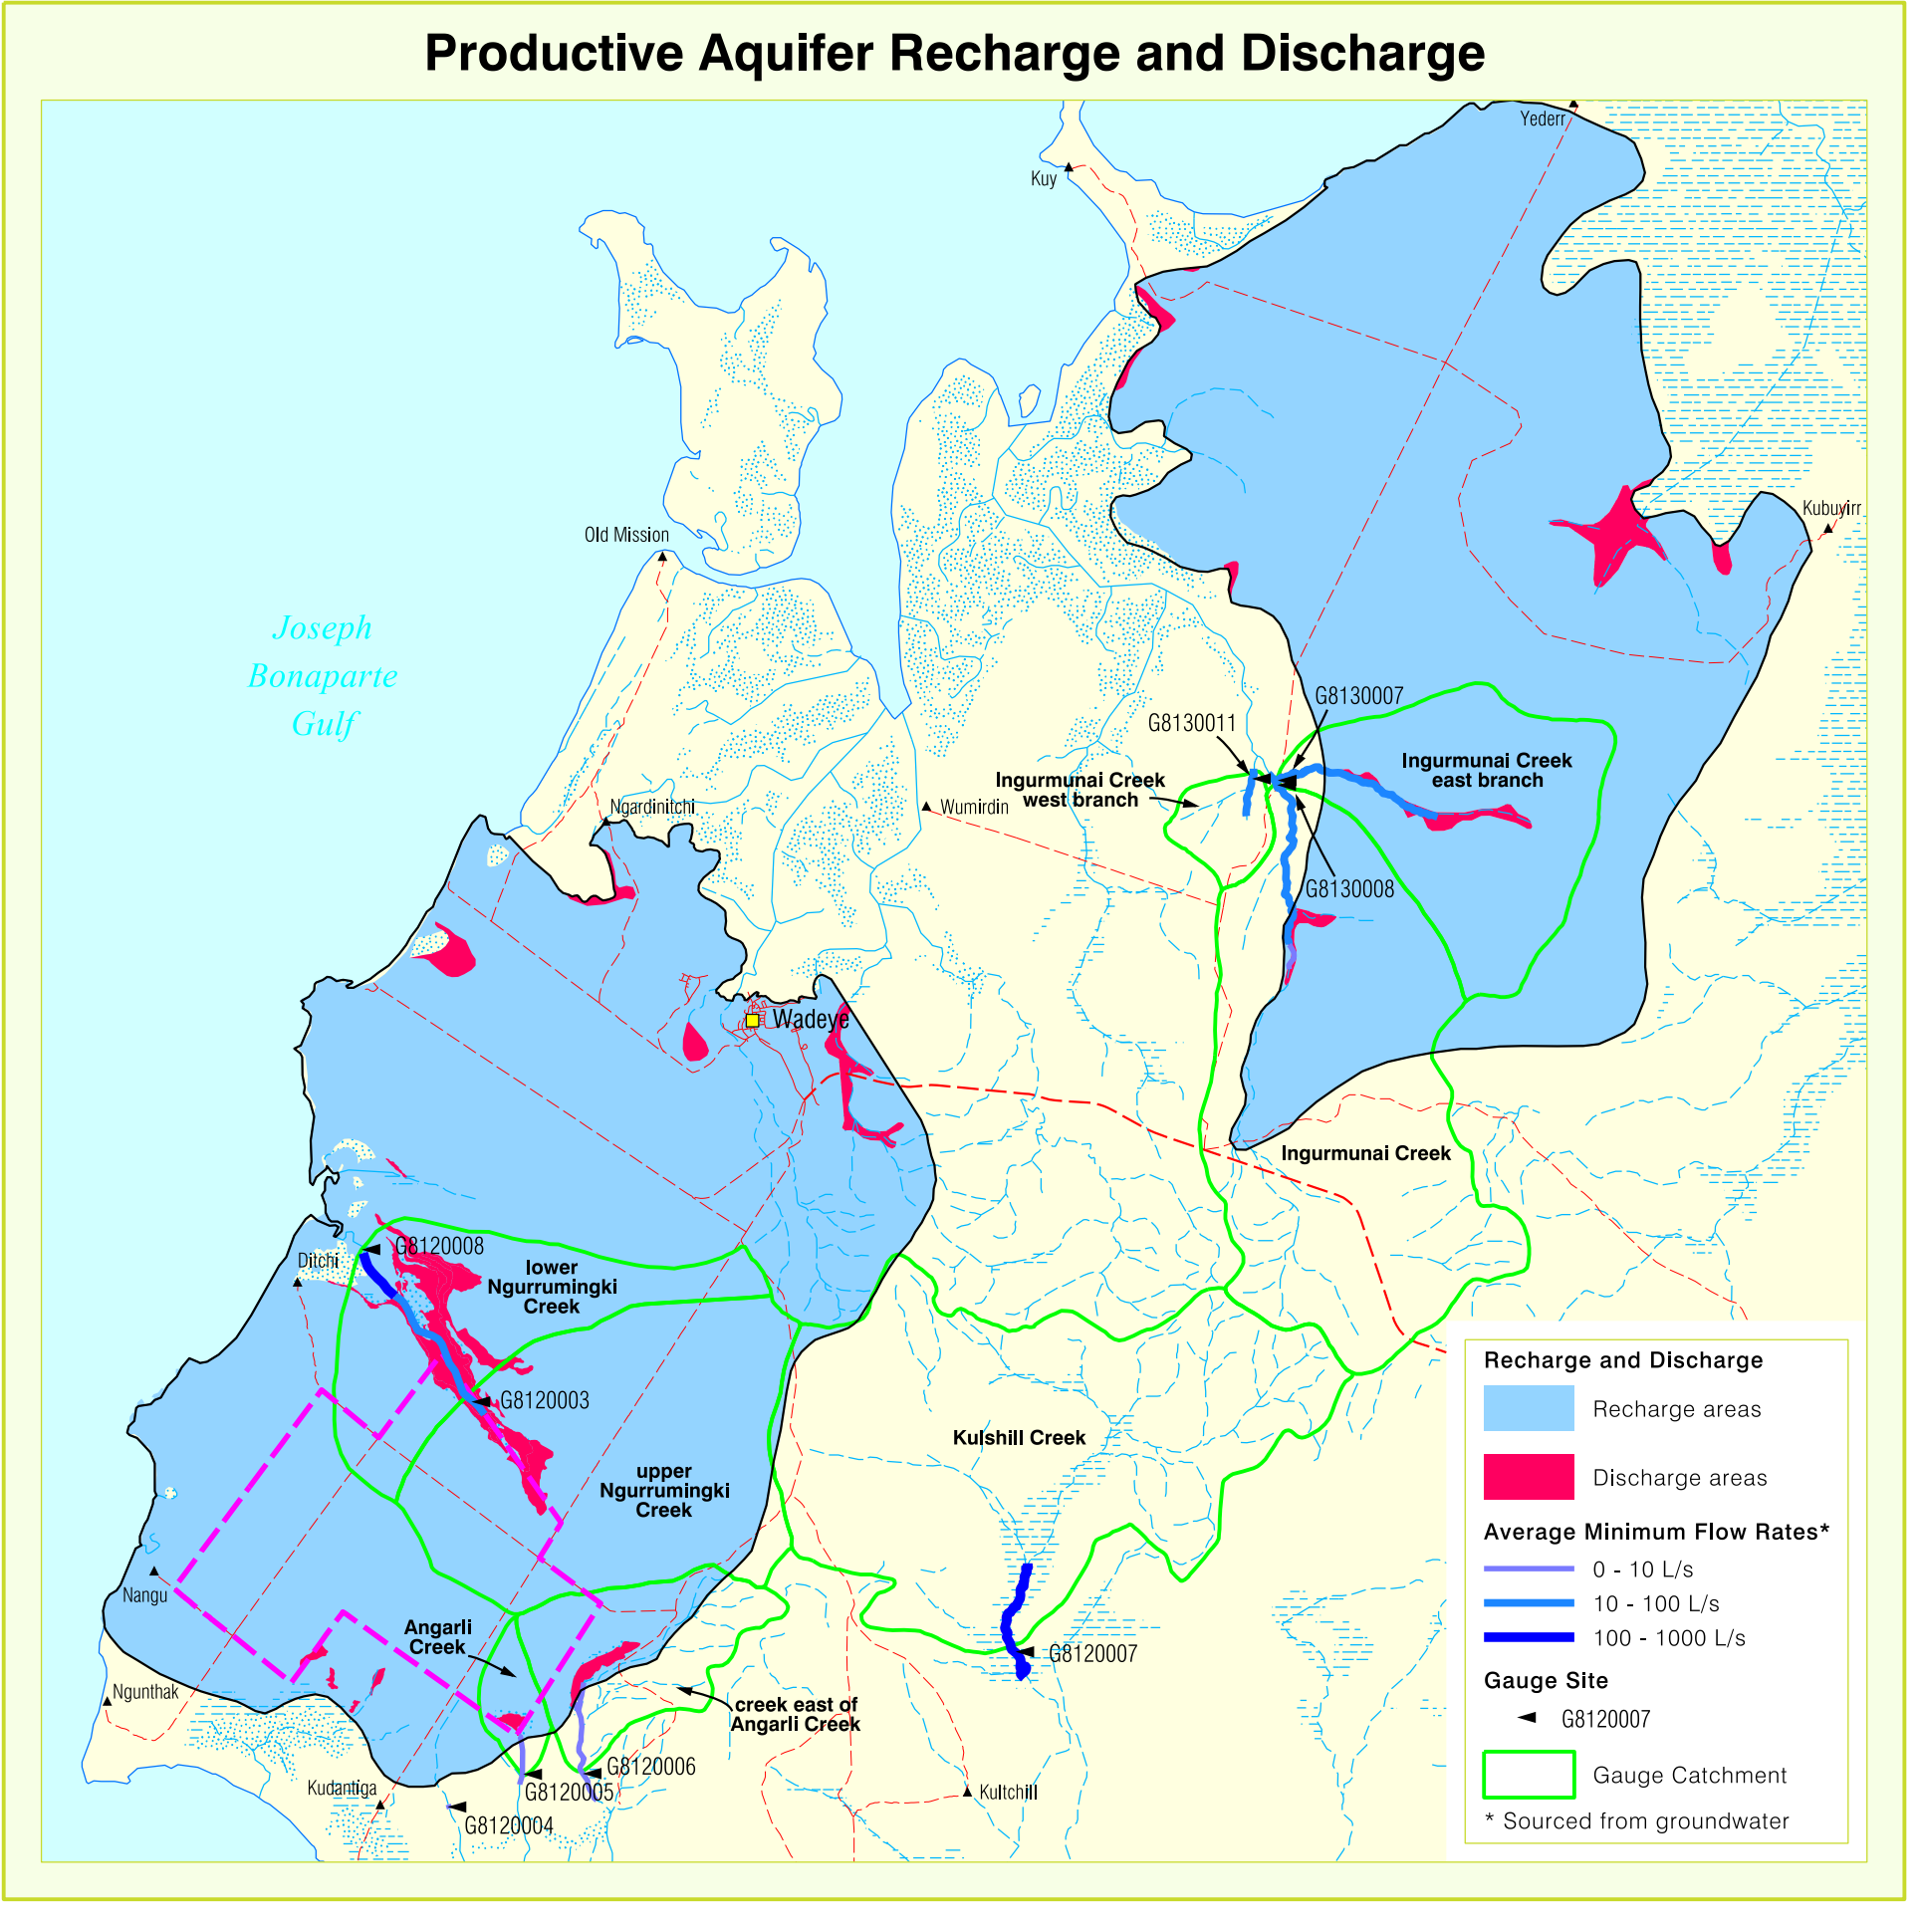 Productive Aquifer Recharge and Discharge
Yederr
Kuy
Kubuyirr
Old Mission
Joseph
Bonaparte
Gulf
G8130007
G8130011
Ingurmunai Creek
east branch
Ingurmunai Creek
west branch
Ngardinitchi
Wumirdin
G8130008
Wadeye
Ingurmunai Creek
G8120008
Ditchi
lower
Ngurrumingki
Creek
G8120003
Kulshill Creek
upper
Ngurrumingki
Creek
Nangu
Angarli
Creek
G8120007
Ngunthak
creek east of
Angarli Creek
G8120006
Kudantiga
G8120005
Kultchill
G8120004
Recharge and Discharge
Recharge areas
Discharge areas
Average Minimum Flow Rates*
0 - 10 L/s
10 - 100 L/s
100 - 1000 L/s
Gauge Site
G8120007
Gauge Catchment
* Sourced from groundwater